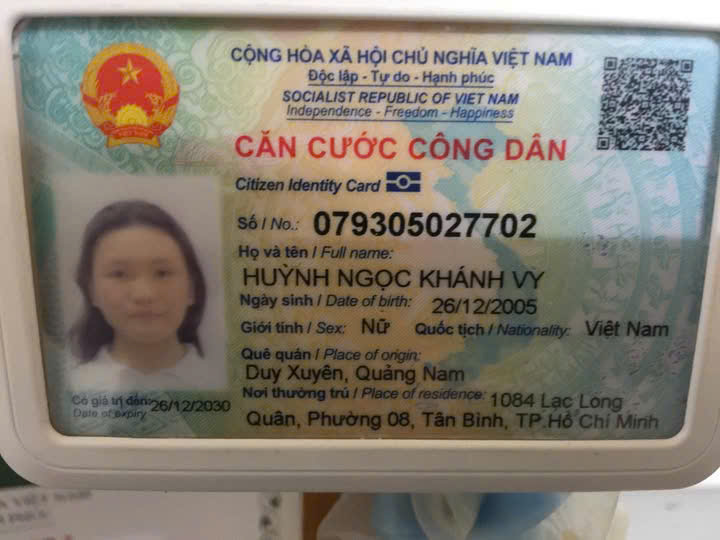 CỘNG HÒA XÃ HỘI CHỦ NGHĨA VIỆT NAM
Độc lập - Tự do - Hạnh phúc
SOCIALIST REPUBLIC OF VIET NAM
Independence - Freedom - Happiness
CĂN CƯỚC CÔNG DÂN
Citizen Identity Card
Số / No.: 079305027702
Họ và tên / Full name:
HUỲNH NGỌC KHÁNH VY
Ngày sinh / Date of birth: 26/12/2005
Giới tính / Sex: Nữ Quốc tịch / Nationality: Việt Nam
Quê quán / Place of origin:
Duy Xuyên, Quảng Nam
Nơi thường trú / Place of residence: 1084 Lạc Long
Quân, Phường 08, Tân Bình, TP.Hồ Chí Minh
Có giá trị đến: 26/12/2030
Date of expiry